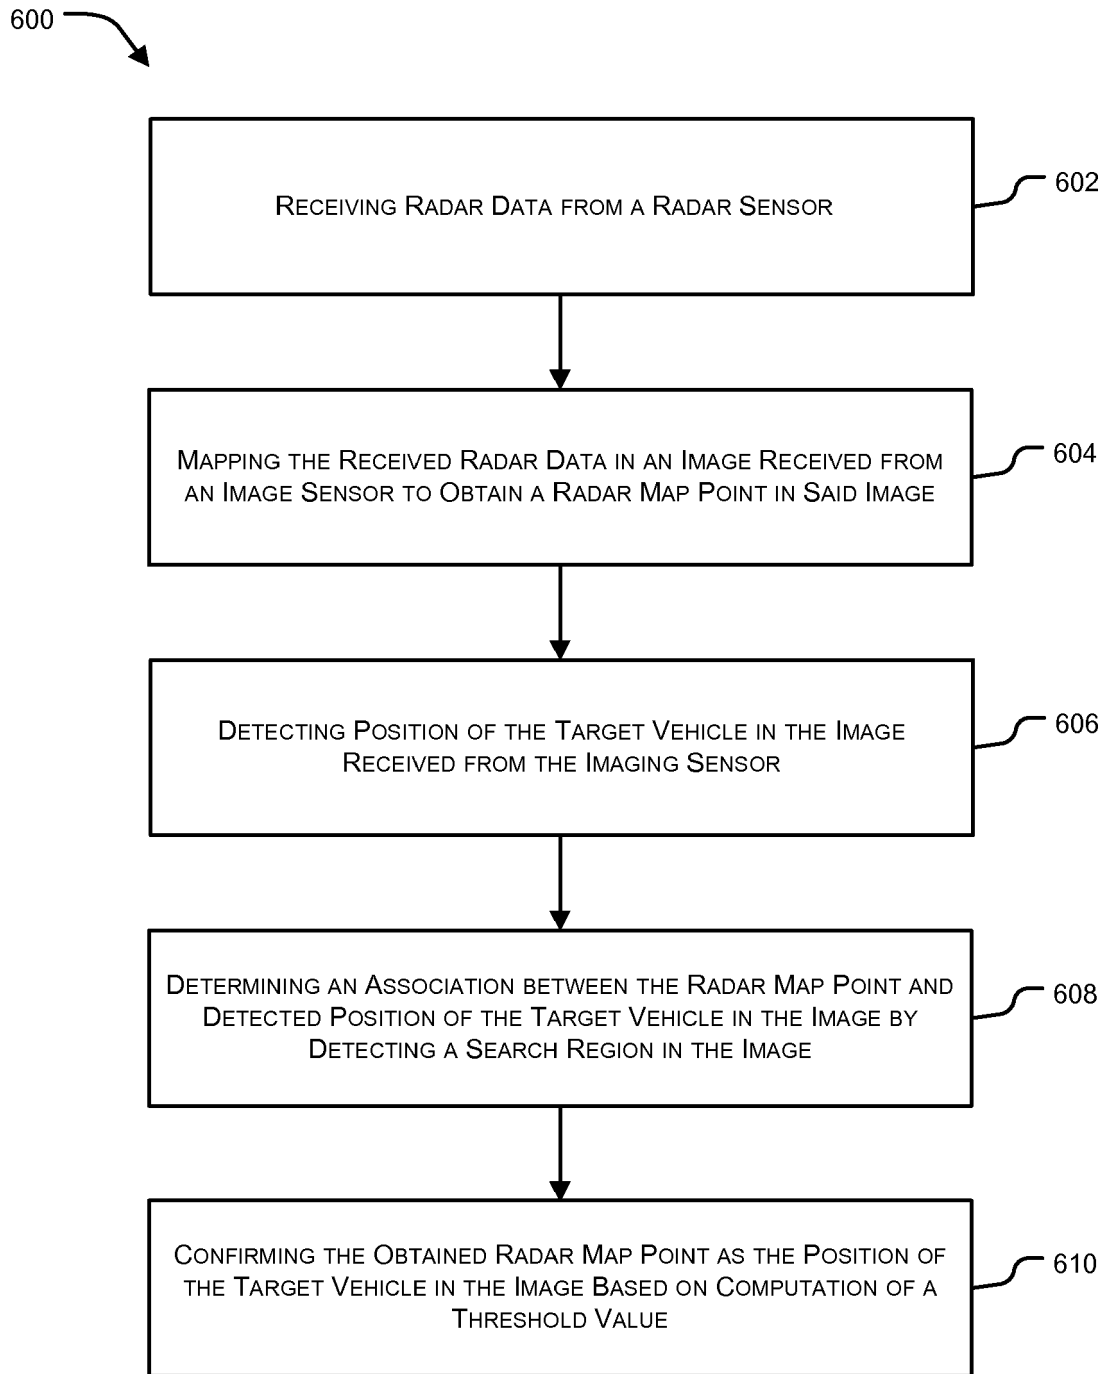 600
RECEIVING RADAR DATA FROM A RADAR SENSOR
602
MAPPING THE RECEIVED RADAR DATA IN AN IMAGE RECEIVED FROM
AN IMAGE SENSOR TO OBTAIN A RADAR MAP POINT IN SAID IMAGE
604
DETECTING POSITION OF THE TARGET VEHICLE IN THE IMAGE
RECEIVED FROM THE IMAGING SENSOR
606
DETERMINING AN ASSOCIATION BETWEEN THE RADAR MAP POINT AND
DETECTED POSITION OF THE TARGET VEHICLE IN THE IMAGE BY
DETECTING A SEARCH REGION IN THE IMAGE
608
CONFIRMING THE OBTAINED RADAR MAP POINT AS THE POSITION OF
THE TARGET VEHICLE IN THE IMAGE BASED ON COMPUTATION OF A
THRESHOLD VALUE
610